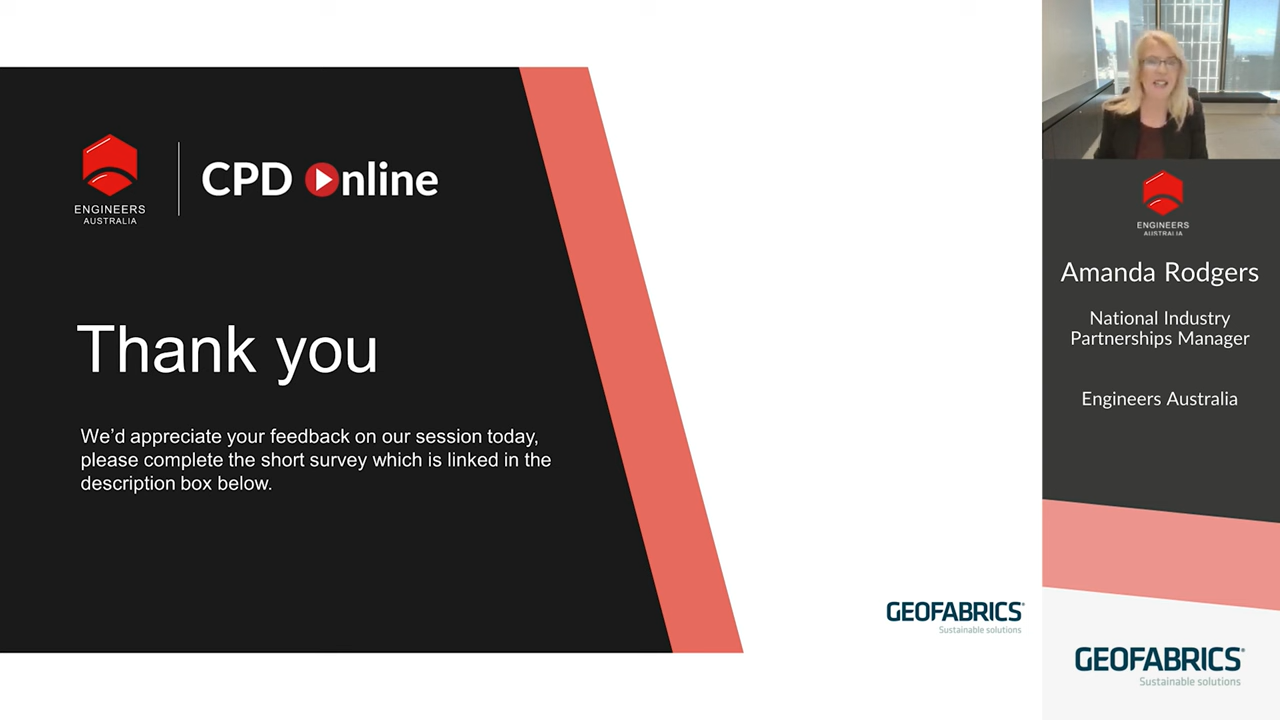 ENGINEERS
AUSTRALIA
CPD Online
Thank you
We’d appreciate your feedback on our session today,
please complete the short survey which is linked in the
description box below.
GEOFABRICS®
Sustainable solutions
ENGINEERS
AUSTRALIA
Amanda Rodgers
National Industry
Partnerships Manager
Engineers Australia
GEOFABRICS®
Sustainable solutions